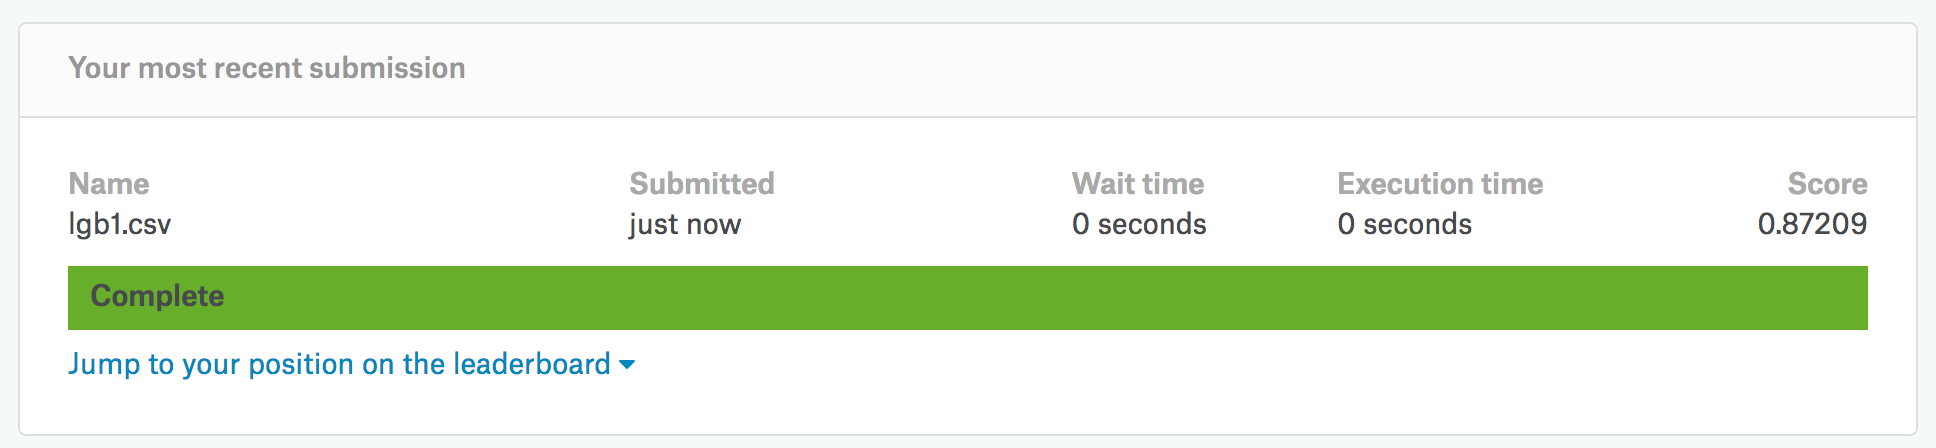 Your most recent submission
Name Submitted Wait time Execution time Score
lgb1.csv just now 0 seconds 0 seconds 0.87209
Complete
Jump to your position on the leaderboard